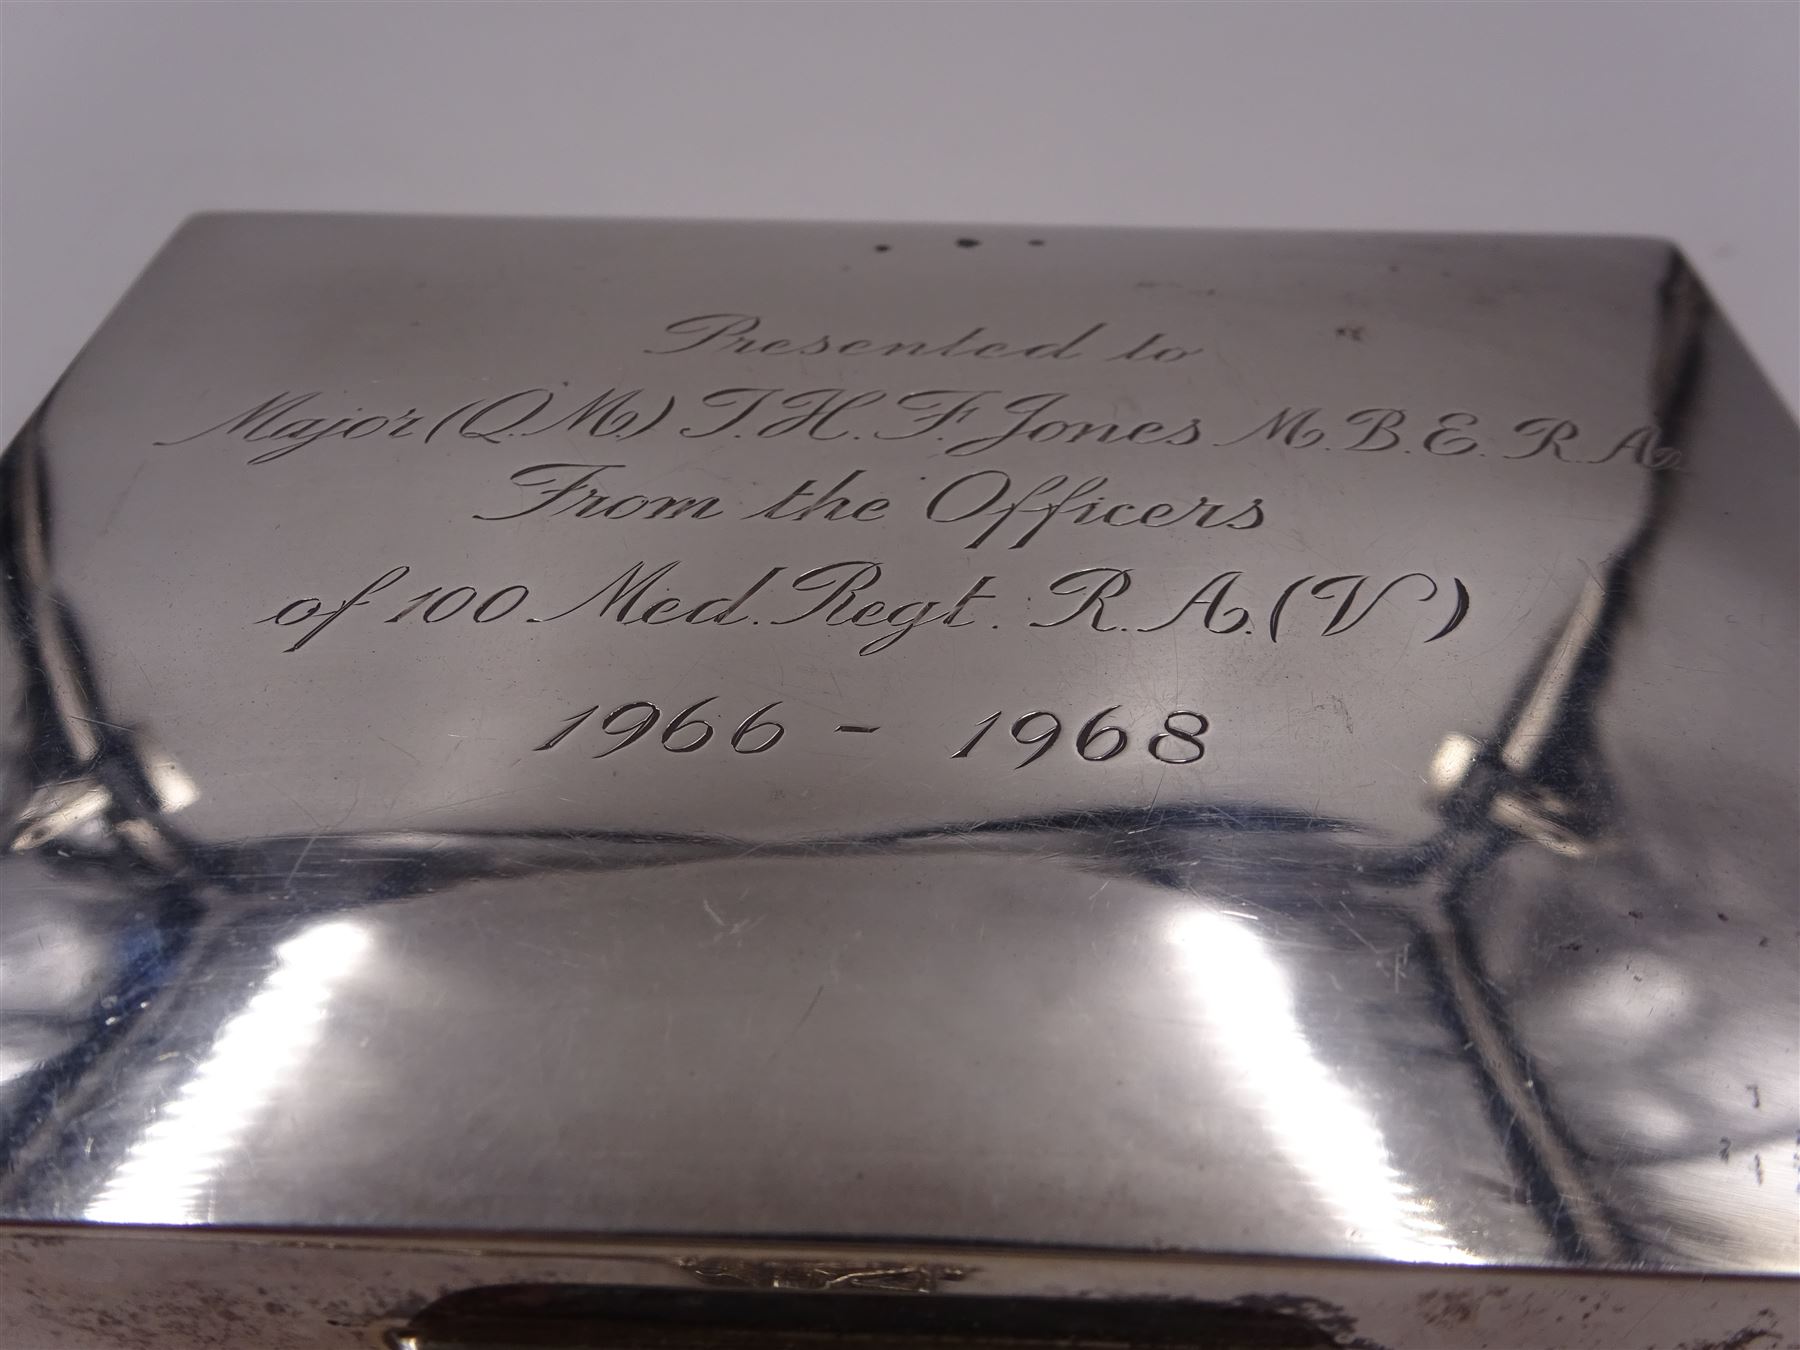 Presented to
Major (Q.M.) T.H.F. Jones M.B.E. R.A.
From the Officers
of 100 Med. Regt. R.A. (V)
1966 - 1968